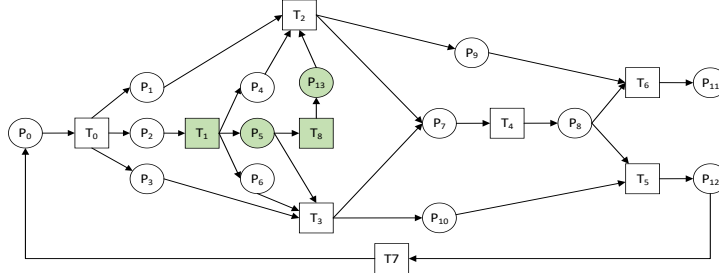 T₂
P₉
P₁
P₄
P₁₃
T₆
P₁₁
P₀
T₀
P₂
T₁
P₅
T₈
P₇
T₄
P₈
P₃
P₆
T₅
P₁₂
T₃
P₁₀
T7